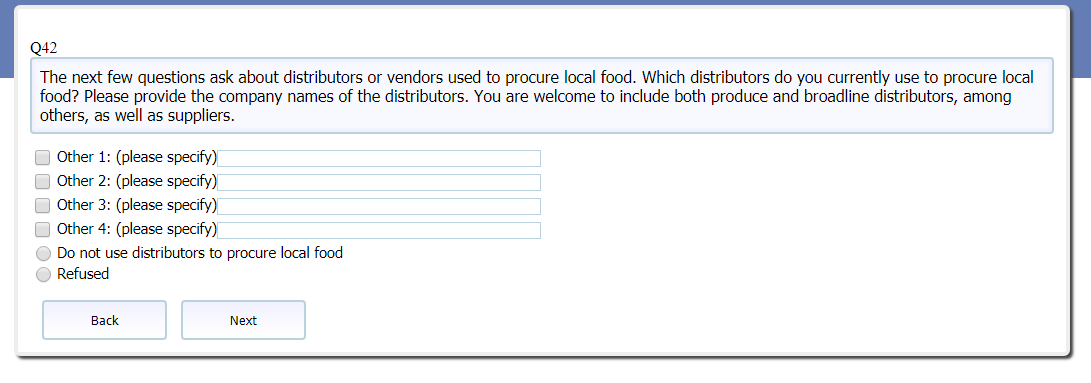 Q42
The next few questions ask about distributors or vendors used to procure local food. Which distributors do you currently use to procure local
food? Please provide the company names of the distributors. You are welcome to include both produce and broadline distributors, among
others, as well as suppliers.
Other 1: (please specify)
Other 2: (please specify)
Other 3: (please specify)
Other 4: (please specify)
Do not use distributors to procure local food
Refused
Back Next